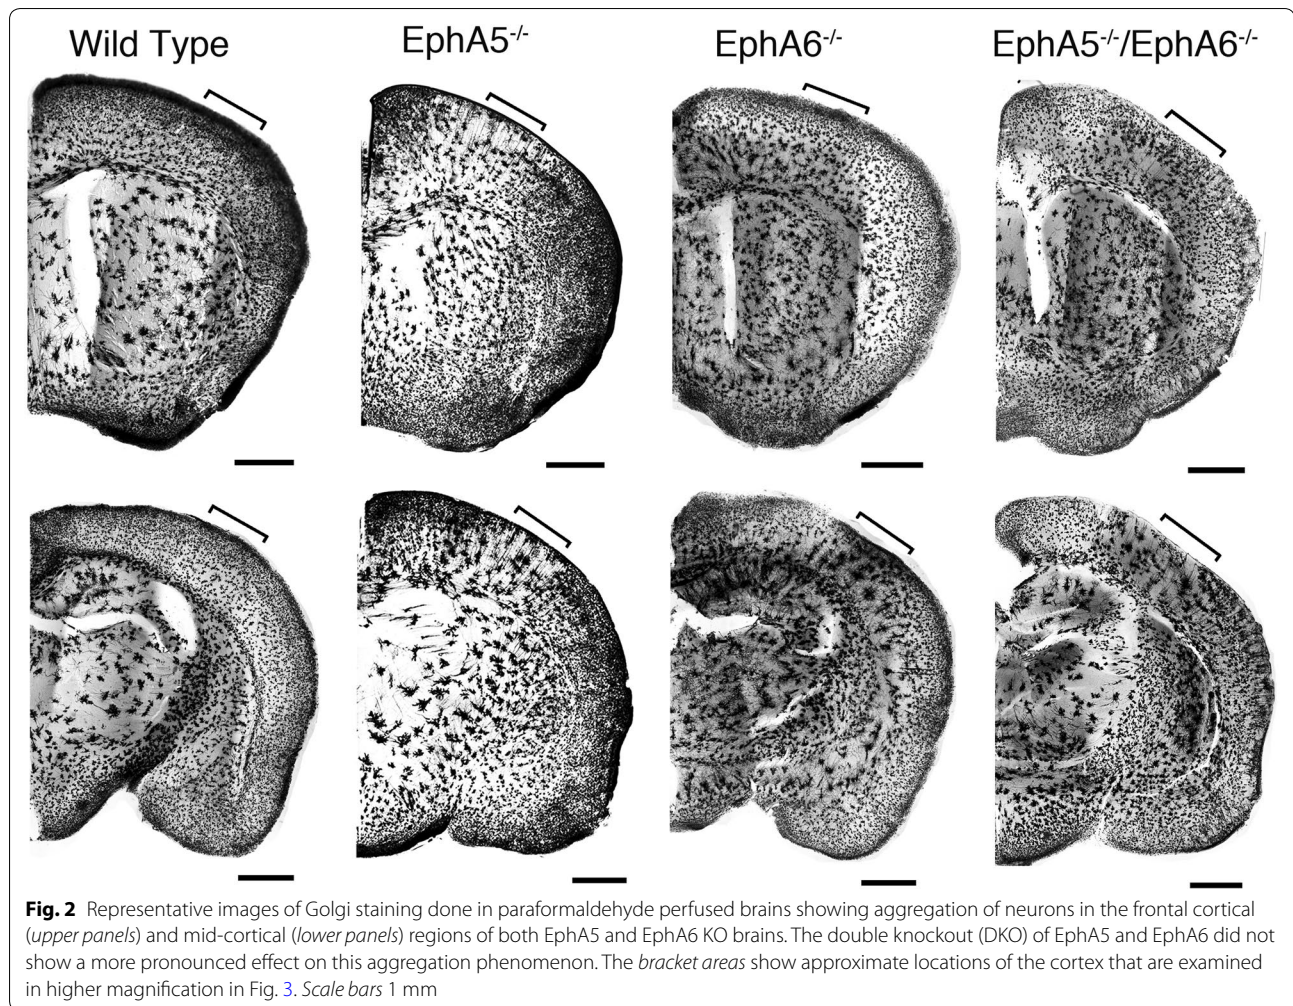 Wild Type
EphA5-/-
EphA6-/-
EphA5-/-/EphA6-/-
Fig. 2 Representative images of Golgi staining done in paraformaldehyde perfused brains showing aggregation of neurons in the frontal cortical
(upper panels) and mid-cortical (lower panels) regions of both EphA5 and EphA6 KO brains. The double knockout (DKO) of EphA5 and EphA6 did not
show a more pronounced effect on this aggregation phenomenon. The bracket areas show approximate locations of the cortex that are examined
in higher magnification in Fig. 3. Scale bars 1 mm